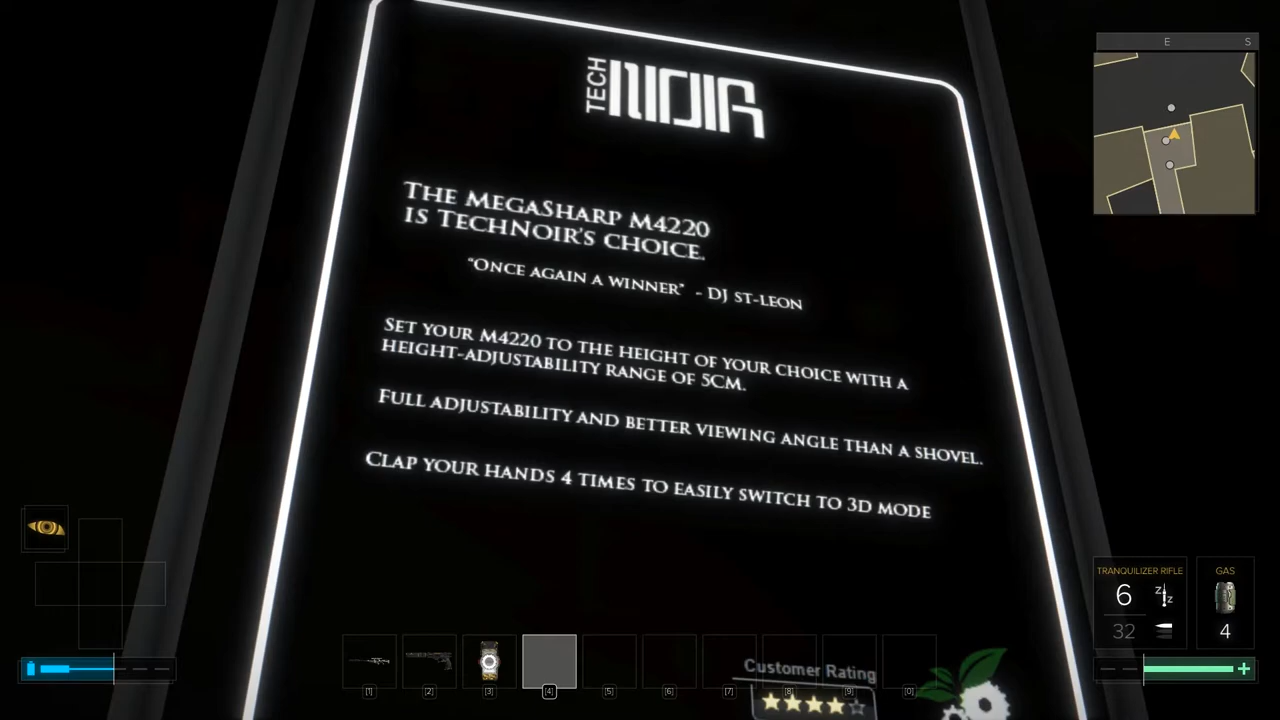 E
S
TECH NOIR
THE MEGASHARP M4220
IS TECHNOIR'S CHOICE.
"ONCE AGAIN A WINNER" - DJ ST-LEON
SET YOUR M4220 TO THE HEIGHT OF YOUR CHOICE WITH A
HEIGHT-ADJUSTABILITY RANGE OF 5CM.
FULL ADJUSTABILITY AND BETTER VIEWING ANGLE THAN A SHOVEL.
CLAP YOUR HANDS 4 TIMES TO EASILY SWITCH TO 3D MODE
Customer Rating
TRANQUILIZER RIFLE
6
32
GAS
4
[1] [2] [3] [4] [5] [6] [7] [8] [9] [0]